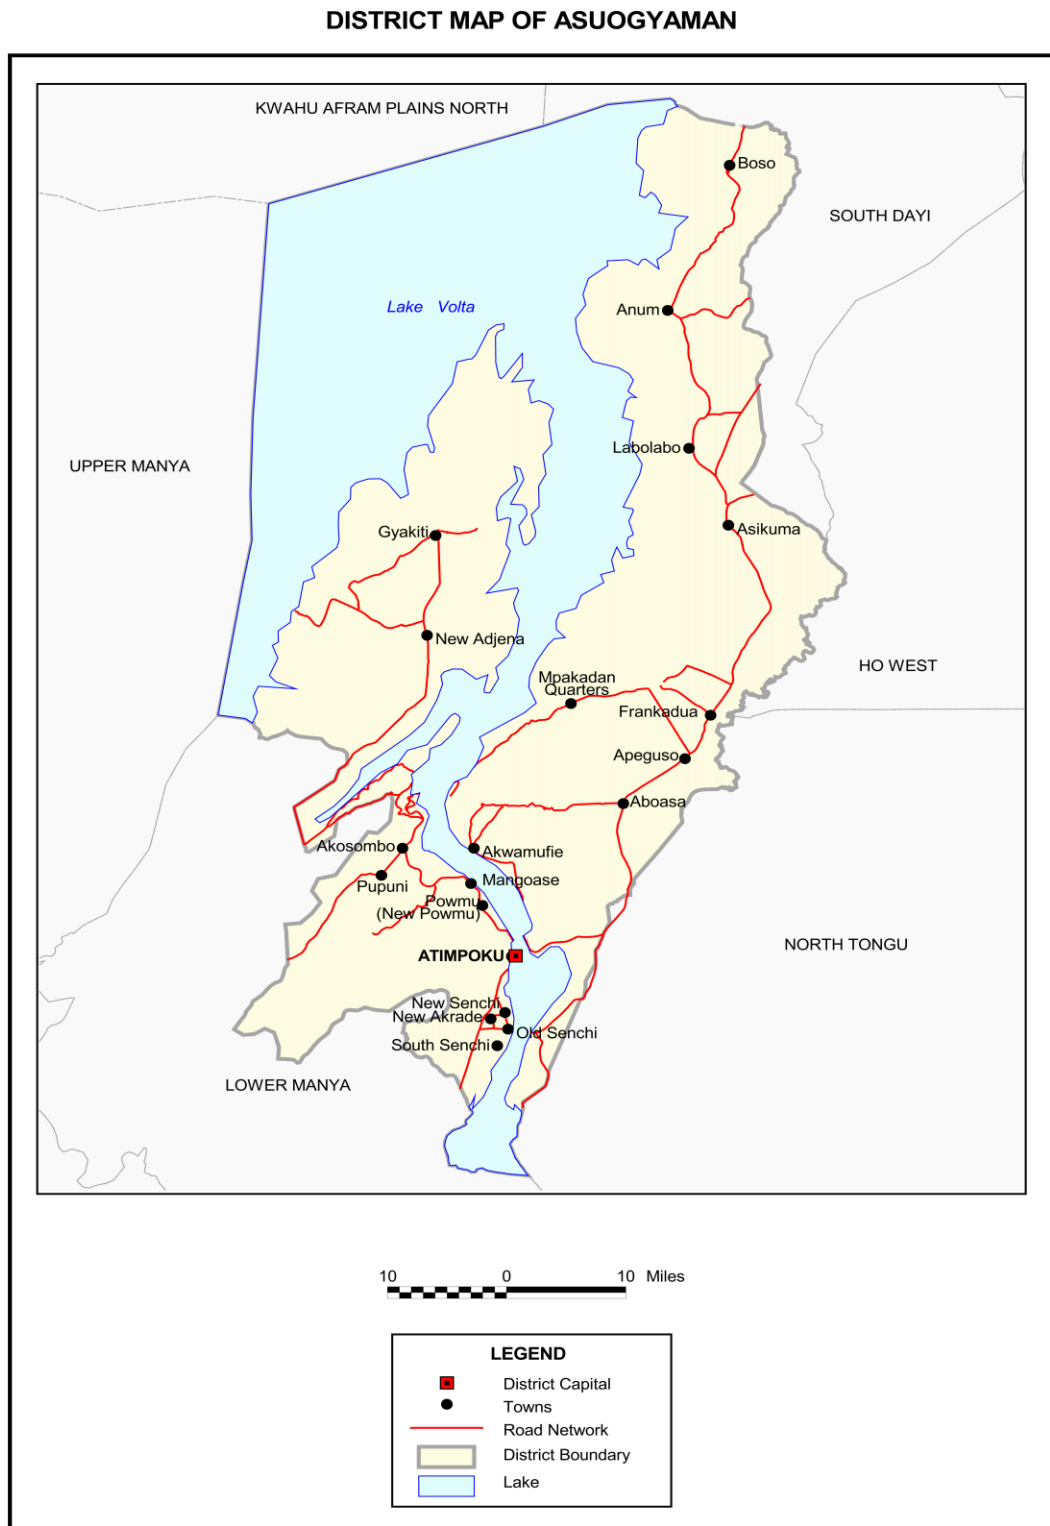 DISTRICT MAP OF ASUOGYAMAN
KWAHU AFRAM PLAINS NORTH
Boso
SOUTH DAYI
Lake Volta
Anum
Labolabo
UPPER MANYA
Asikuma
Gyakiti
New Adjena
HO WEST
Mpakadan
Quarters
Frankadua
Apeguso
Aboasa
Akosombo
Akwamufie
Pupuni
Mangoase
Powmu
(New Powmu)
NORTH TONGU
ATIMPOKU
New Senchi
New Akrade
Old Senchi
South Senchi
LOWER MANYA
10 0 10 Miles
LEGEND
District Capital
Towns
Road Network
District Boundary
Lake